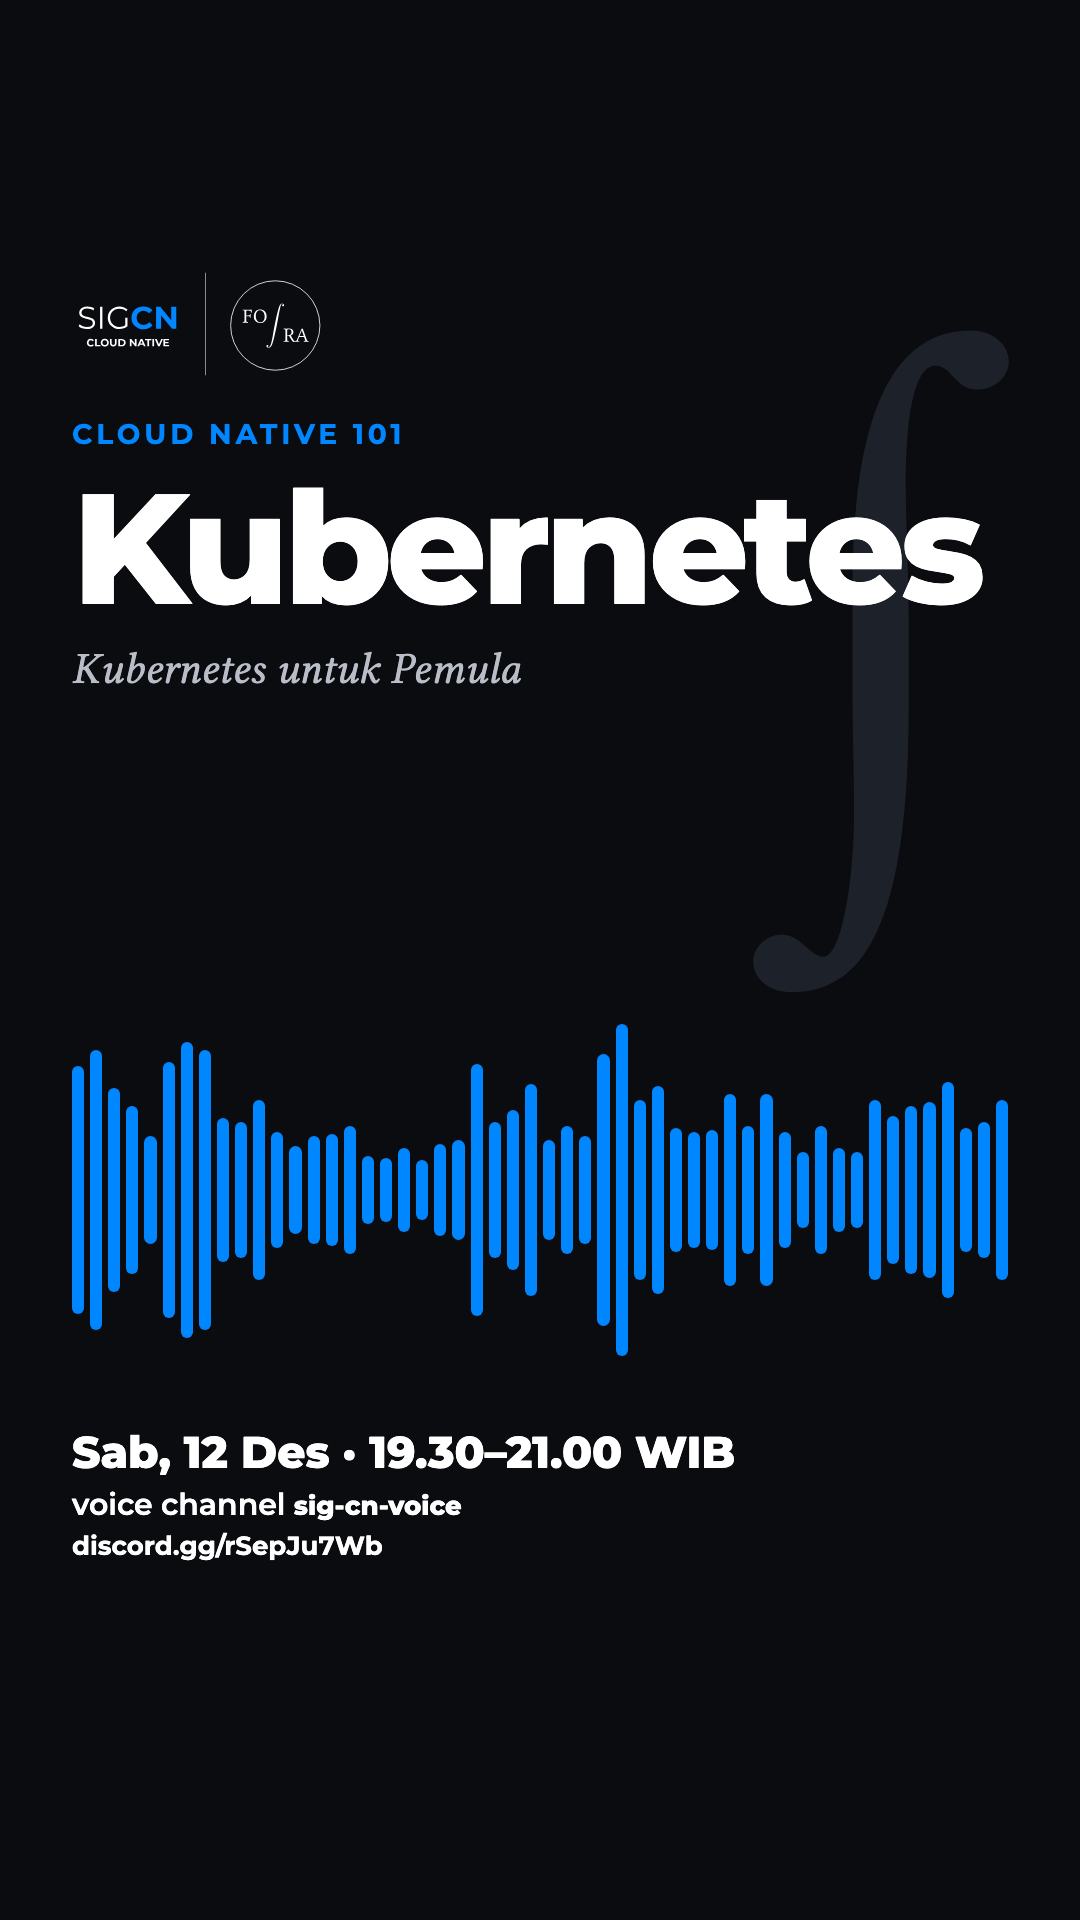 SIGCN
CLOUD NATIVE
FO∫RA
CLOUD NATIVE 101
Kubernetes
Kubernetes untuk Pemula
Sab, 12 Des • 19.30–21.00 WIB
voice channel sig-cn-voice
discord.gg/rSepJu7Wb